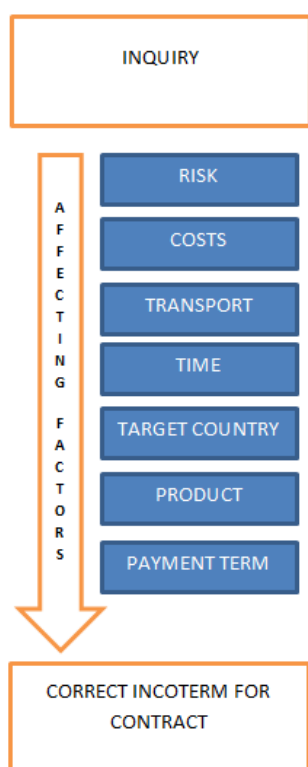 INQUIRY
AFFECTING FACTORS
RISK
COSTS
TRANSPORT
TIME
TARGET COUNTRY
PRODUCT
PAYMENT TERM
CORRECT INCOTERM FOR
CONTRACT